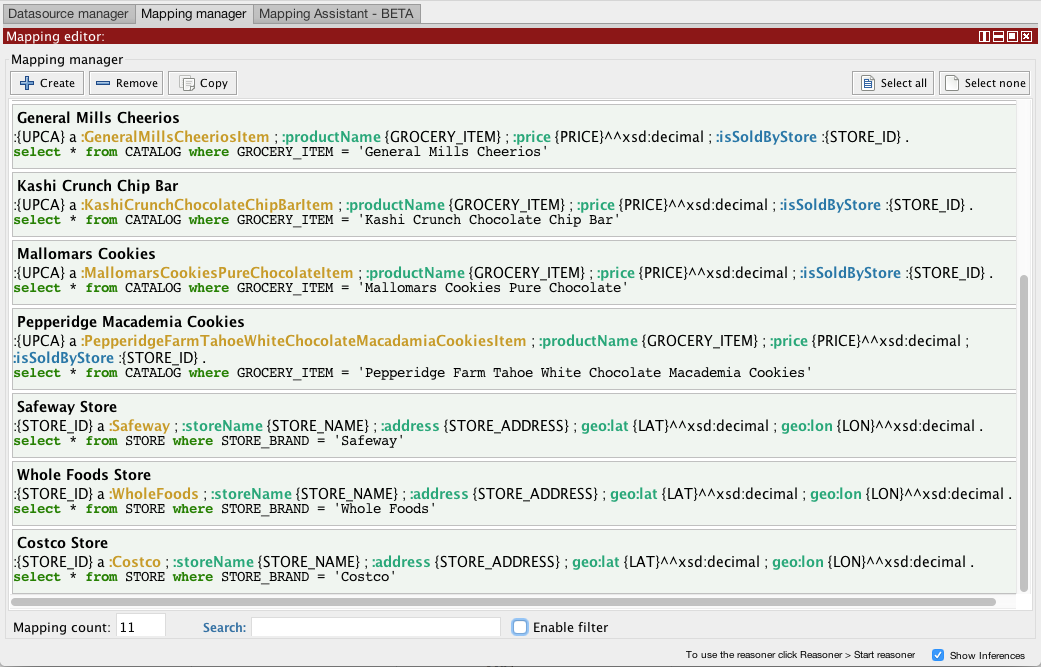 Datasource manager Mapping manager Mapping Assistant - BETA
Mapping editor:
Mapping manager
Create Remove Copy Select all Select none
General Mills Cheerios
:{UPCA} a :GeneralMillsCheeriosItem ; :productName {GROCERY_ITEM} ; :price {PRICE}^^xsd:decimal ; :isSoldByStore :{STORE_ID} .
select * from CATALOG where GROCERY_ITEM = 'General Mills Cheerios'
Kashi Crunch Chip Bar
:{UPCA} a :KashiCrunchChocolateChipBarItem ; :productName {GROCERY_ITEM} ; :price {PRICE}^^xsd:decimal ; :isSoldByStore :{STORE_ID} .
select * from CATALOG where GROCERY_ITEM = 'Kashi Crunch Chocolate Chip Bar'
Mallomars Cookies
:{UPCA} a :MallomarsCookiesPureChocolateItem ; :productName {GROCERY_ITEM} ; :price {PRICE}^^xsd:decimal ; :isSoldByStore :{STORE_ID} .
select * from CATALOG where GROCERY_ITEM = 'Mallomars Cookies Pure Chocolate'
Pepperidge Macademia Cookies
:{UPCA} a :PepperidgeFarmTahoeWhiteChocolateMacadamiaCookiesItem ; :productName {GROCERY_ITEM} ; :price {PRICE}^^xsd:decimal ;
:isSoldByStore :{STORE_ID} .
select * from CATALOG where GROCERY_ITEM = 'Pepperidge Farm Tahoe White Chocolate Macademia Cookies'
Safeway Store
:{STORE_ID} a :Safeway ; :storeName {STORE_NAME} ; :address {STORE_ADDRESS} ; geo:lat {LAT}^^xsd:decimal ; geo:lon {LON}^^xsd:decimal .
select * from STORE where STORE_BRAND = 'Safeway'
Whole Foods Store
:{STORE_ID} a :WholeFoods ; :storeName {STORE_NAME} ; :address {STORE_ADDRESS} ; geo:lat {LAT}^^xsd:decimal ; geo:lon {LON}^^xsd:decimal .
select * from STORE where STORE_BRAND = 'Whole Foods'
Costco Store
:{STORE_ID} a :Costco ; :storeName {STORE_NAME} ; :address {STORE_ADDRESS} ; geo:lat {LAT}^^xsd:decimal ; geo:lon {LON}^^xsd:decimal .
select * from STORE where STORE_BRAND = 'Costco'
Mapping count: 11 Search: Enable filter
To use the reasoner click Reasoner > Start reasoner Show Inferences